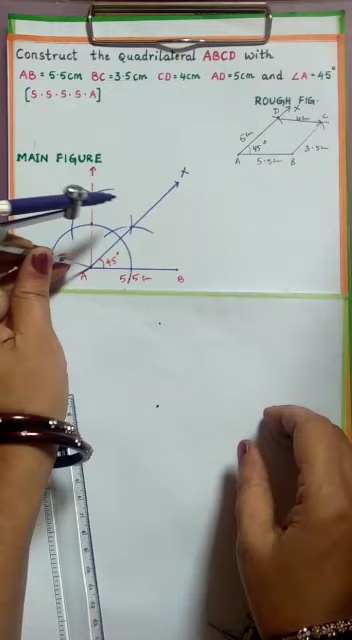 Construct the quadrilateral ABCD with
AB = 5.5cm BC = 3.5cm CD = 4cm AD = 5cm and ∠A - 45°
[S.S.S.S.A]
ROUGH FIG.
D X
4cm C
5cm
45° 3.5cm
A 5.5cm B
MAIN FIGURE
X
45°
A 5.5cm B